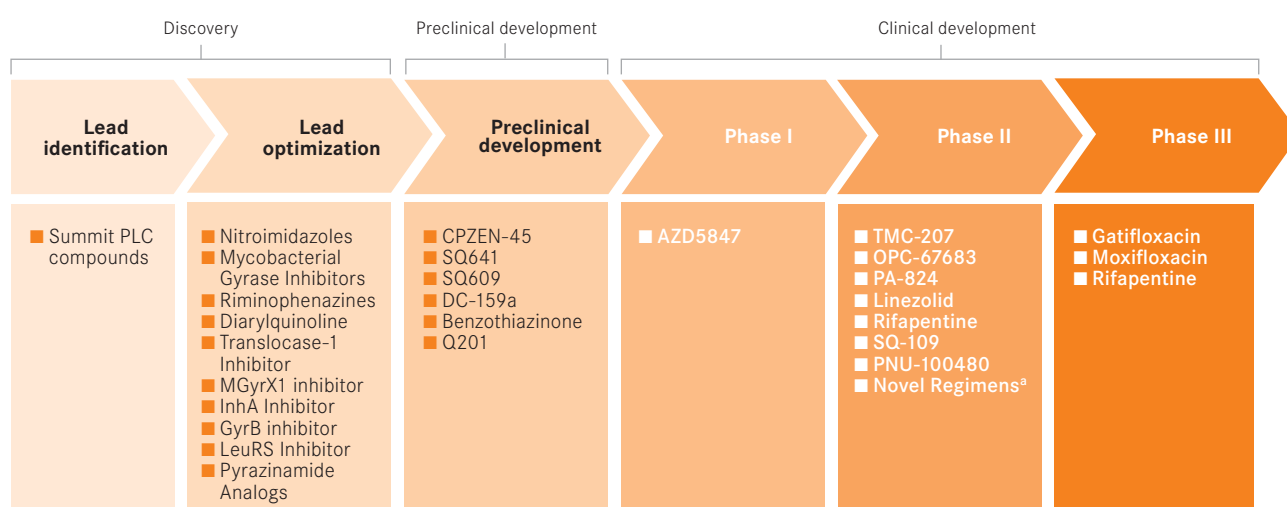 Discovery
Preclinical development
Clinical development
Lead
identification
Lead
optimization
Preclinical
development
Phase I
Phase II
Phase III
■ Summit PLC
compounds
■ Nitroimidazoles
■ Mycobacterial
Gyrase Inhibitors
■ Riminophenazines
■ Diarylquinoline
■ Translocase-1
Inhibitor
■ MGyrX1 inhibitor
■ InhA Inhibitor
■ GyrB inhibitor
■ LeuRS Inhibitor
■ Pyrazinamide
Analogs
■ CPZEN-45
■ SQ641
■ SQ609
■ DC-159a
■ Benzothiazinone
■ Q201
■ AZD5847
■ TMC-207
■ OPC-67683
■ PA-824
■ Linezolid
■ Rifapentine
■ SQ-109
■ PNU-100480
■ Novel Regimensᵃ
■ Gatifloxacin
■ Moxifloxacin
■ Rifapentine